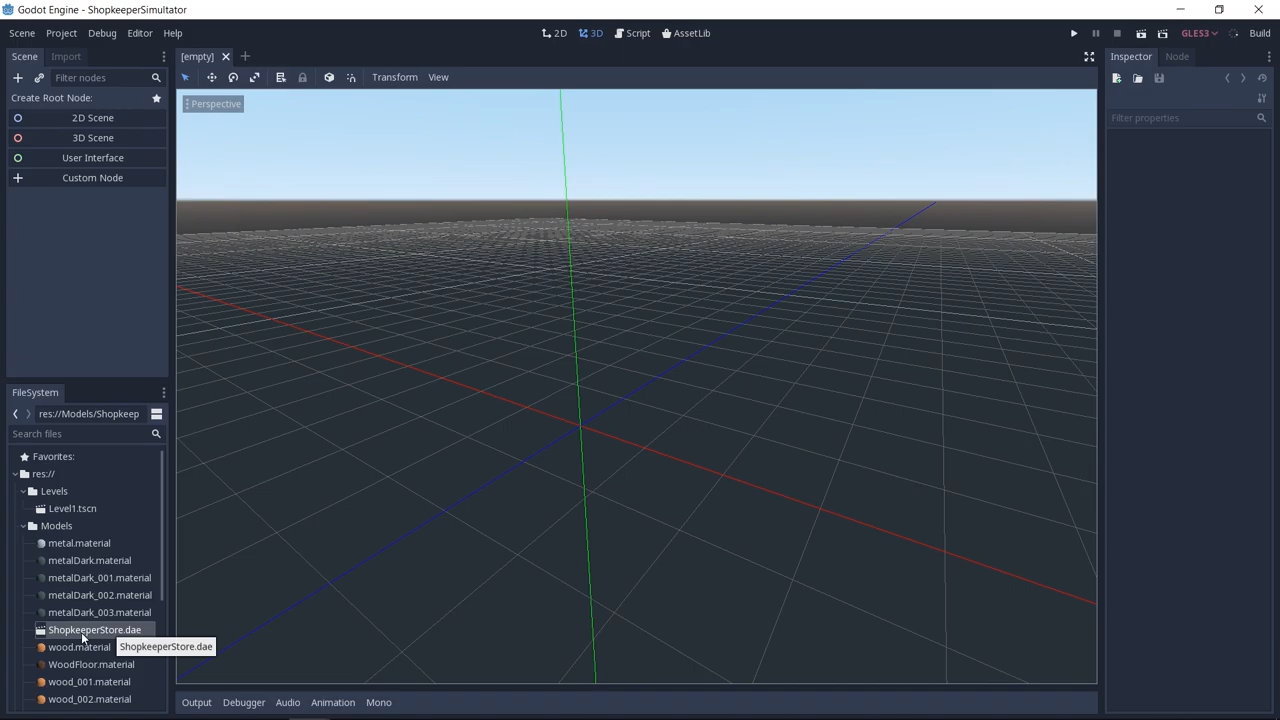 Godot Engine - ShopkeeperSimultator
Scene Project Debug Editor Help
2D 3D Script AssetLib
GLES3 Build
Scene Import
[empty]
Inspector Node
Filter nodes
Transform View
Create Root Node:
Perspective
Filter properties
2D Scene
3D Scene
User Interface
Custom Node
FileSystem
res://Models/Shopkeep
Search files
Favorites:
res://
Levels
Level1.tscn
Models
metal.material
metalDark.material
metalDark_001.material
metalDark_002.material
metalDark_003.material
ShopkeeperStore.dae
wood.material
ShopkeeperStore.dae
WoodFloor.material
wood_001.material
wood_002.material
Output Debugger Audio Animation Mono